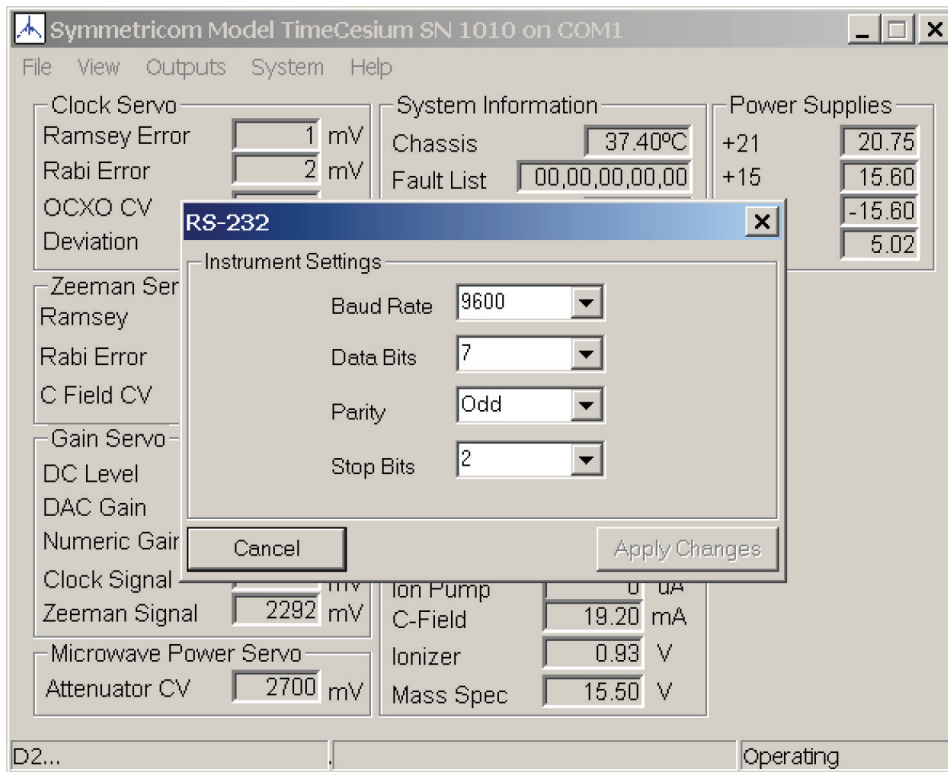 Symmetricom Model TimeCesium SN 1010 on COM1
File View Outputs System Help
Clock Servo
Ramsey Error 1 mV
Rabi Error 2 mV
OCXO CV
Deviation
System Information
Chassis 37.40ºC
Fault List 00,00,00,00,00
Power Supplies
+21 20.75
+15 15.60
-15.60
5.02
RS-232
Instrument Settings
Baud Rate 9600
Data Bits 7
Parity Odd
Stop Bits 2
Cancel Apply Changes
Zeeman Ser
Ramsey
Rabi Error
C Field CV
Gain Servo
DC Level
DAC Gain
Numeric Gain
Clock Signal mV
Zeeman Signal 2292 mV
Microwave Power Servo
Attenuator CV 2700 mV
Ion Pump 0 uA
C-Field 19.20 mA
Ionizer 0.93 V
Mass Spec 15.50 V
D2...
Operating